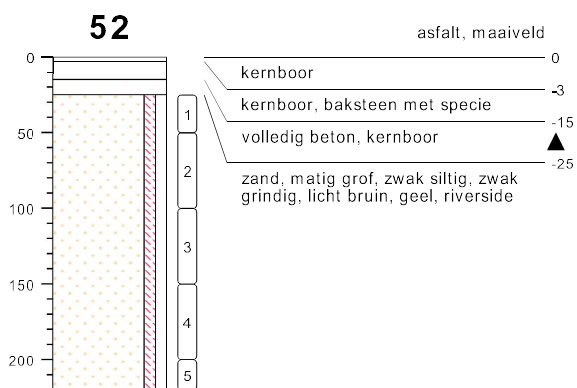 52
asfalt, maaiveld
0
0
kernboor
-3
kernboor, baksteen met specie
-15
1
volledig beton, kernboor
50
-25
2
zand, matig grof, zwak siltig, zwak
grindig, licht bruin, geel, riverside
100
3
150
4
200
5